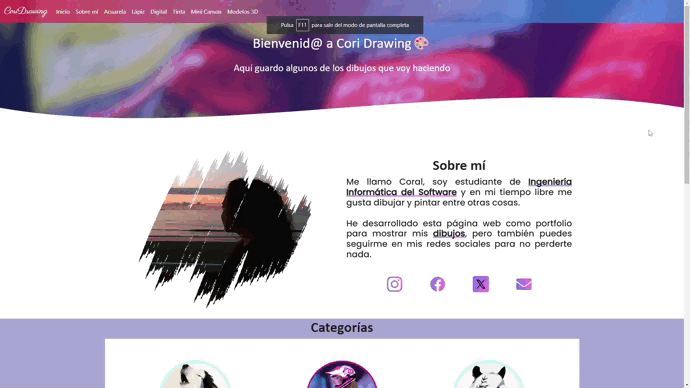 CoriDrawing Inicio Sobre mí Acuarela Lápiz Digital Tinta Mini Canvas Modelos 3D
Pulsa F11 para salir del modo de pantalla completa
Bienvenid@ a Cori Drawing 🎨
Aquí guardo algunos de los dibujos que voy haciendo
Sobre mí
Me llamo Coral, soy estudiante de Ingeniería
Informática del Software y en mi tiempo libre me
gusta dibujar y pintar entre otras cosas.
He desarrollado esta página web como portfolio
para mostrar mis dibujos, pero también puedes
seguirme en mis redes sociales para no perderte
nada.
Categorías